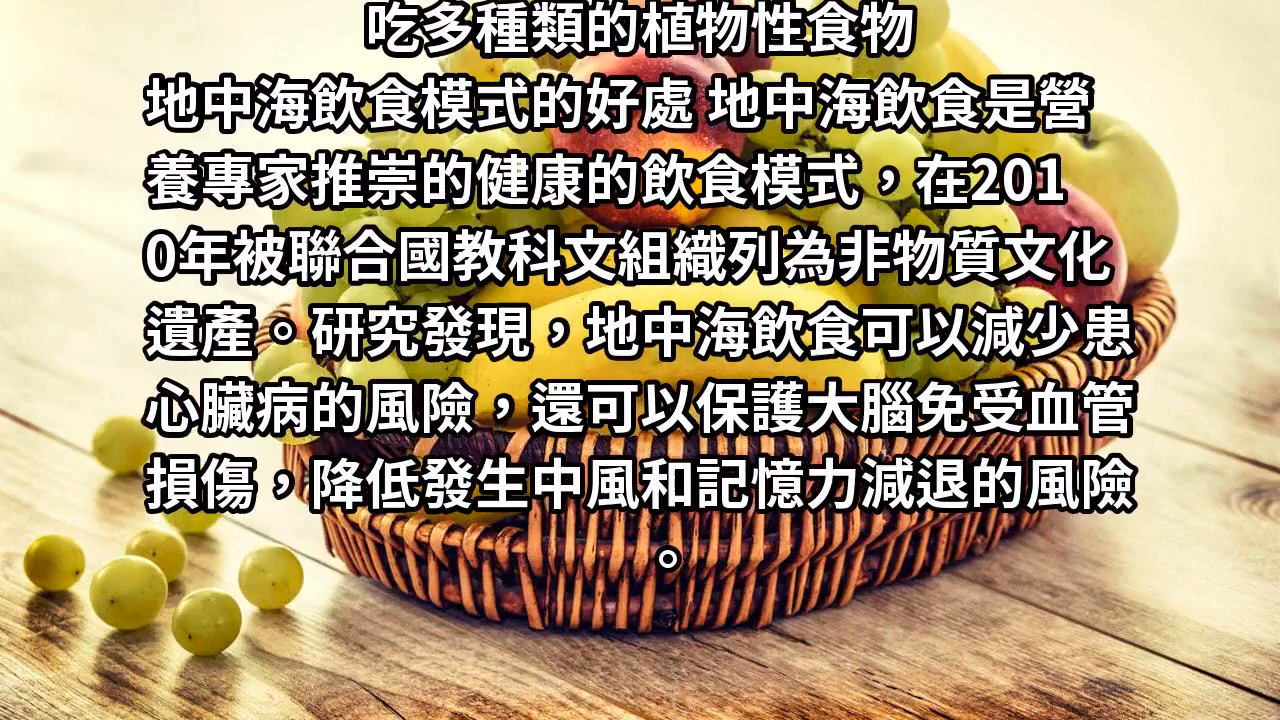 吃多種類的植物性食物
地中海飲食模式的好處 地中海飲食是營
養專家推崇的健康的飲食模式，在201
0年被聯合國教科文組織列為非物質文化
遺產。研究發現，地中海飲食可以減少患
心臟病的風險，還可以保護大腦免受血管
損傷，降低發生中風和記憶力減退的風險
。